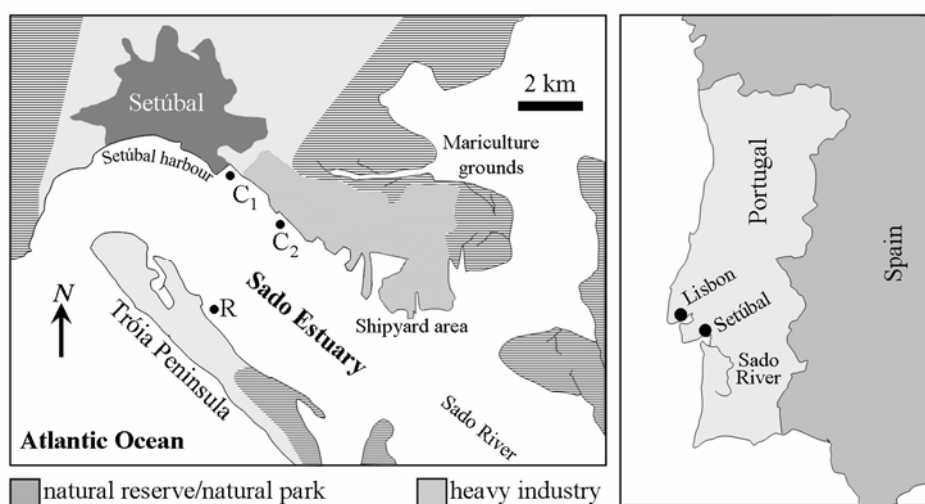 Setúbal
2 km
Setúbal harbour
Mariculture
grounds
C1
C2
N
R
Sado Estuary
Shipyard area
Tróia Peninsula
Sado River
Atlantic Ocean
natural reserve/natural park
heavy industry
Portugal
Spain
Lisbon
Setúbal
Sado
River